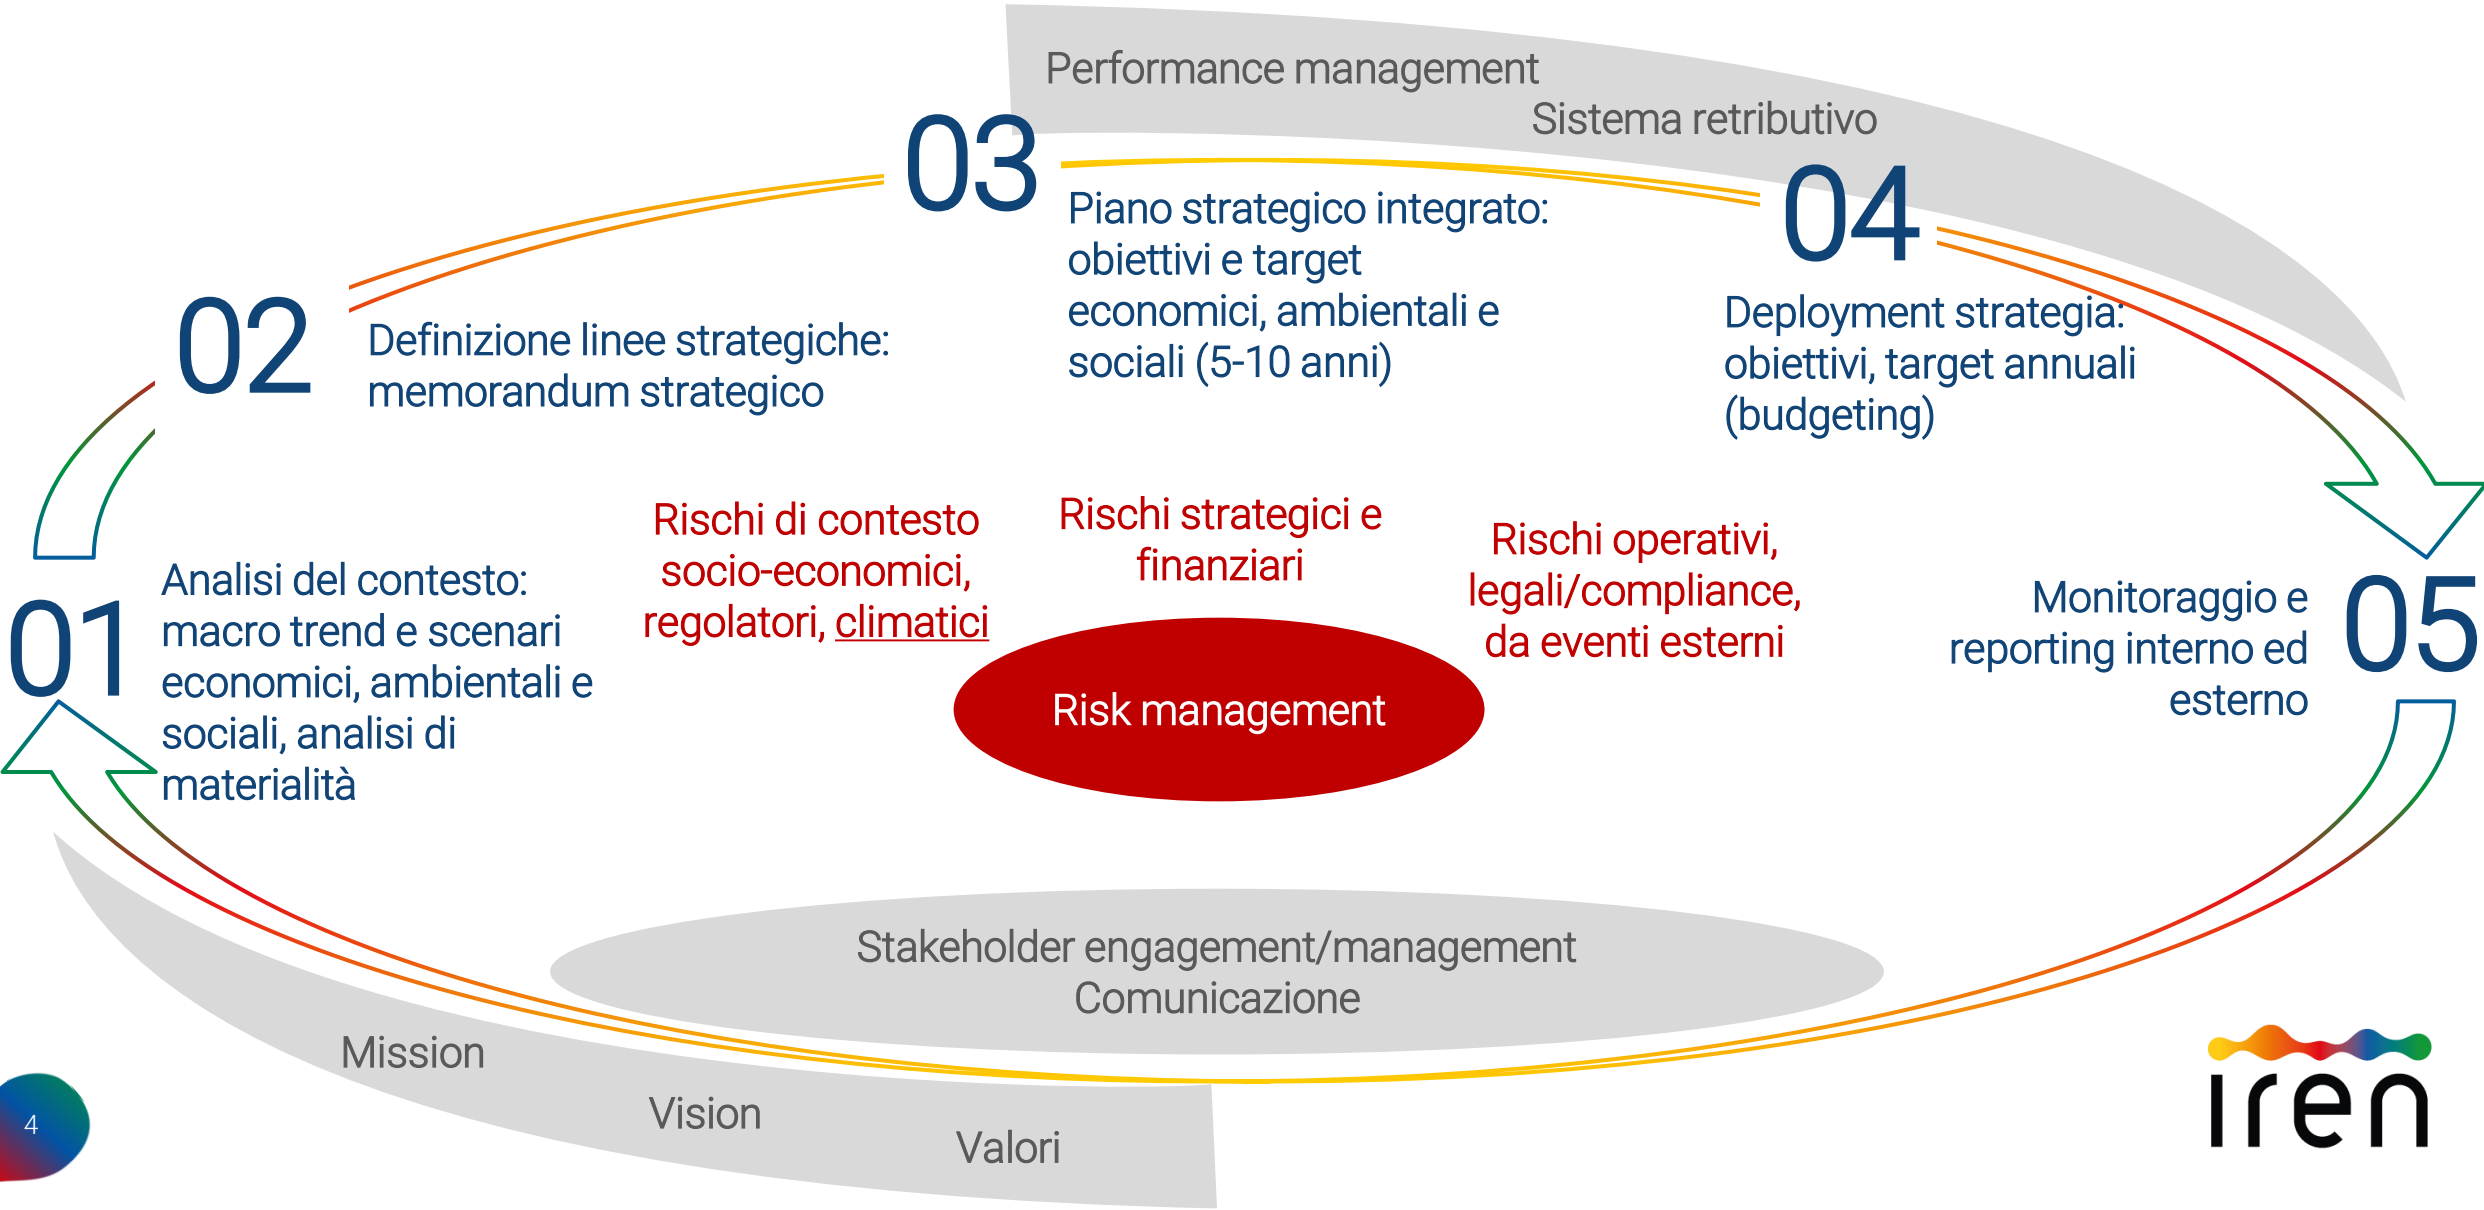 Performance management
Sistema retributivo
03
Piano strategico integrato:
obiettivi e target
economici, ambientali e
sociali (5-10 anni)
04
Deployment strategia:
obiettivi, target annuali
(budgeting)
02
Definizione linee strategiche:
memorandum strategico
01
Analisi del contesto:
macro trend e scenari
economici, ambientali e
sociali, analisi di
materialità
Rischi di contesto
socio-economici,
regolatori, climatici
Rischi strategici e
finanziari
Rischi operativi,
legali/compliance,
da eventi esterni
Risk management
Monitoraggio e
reporting interno ed
esterno
05
Stakeholder engagement/management
Comunicazione
Mission
Vision
Valori
4
iren